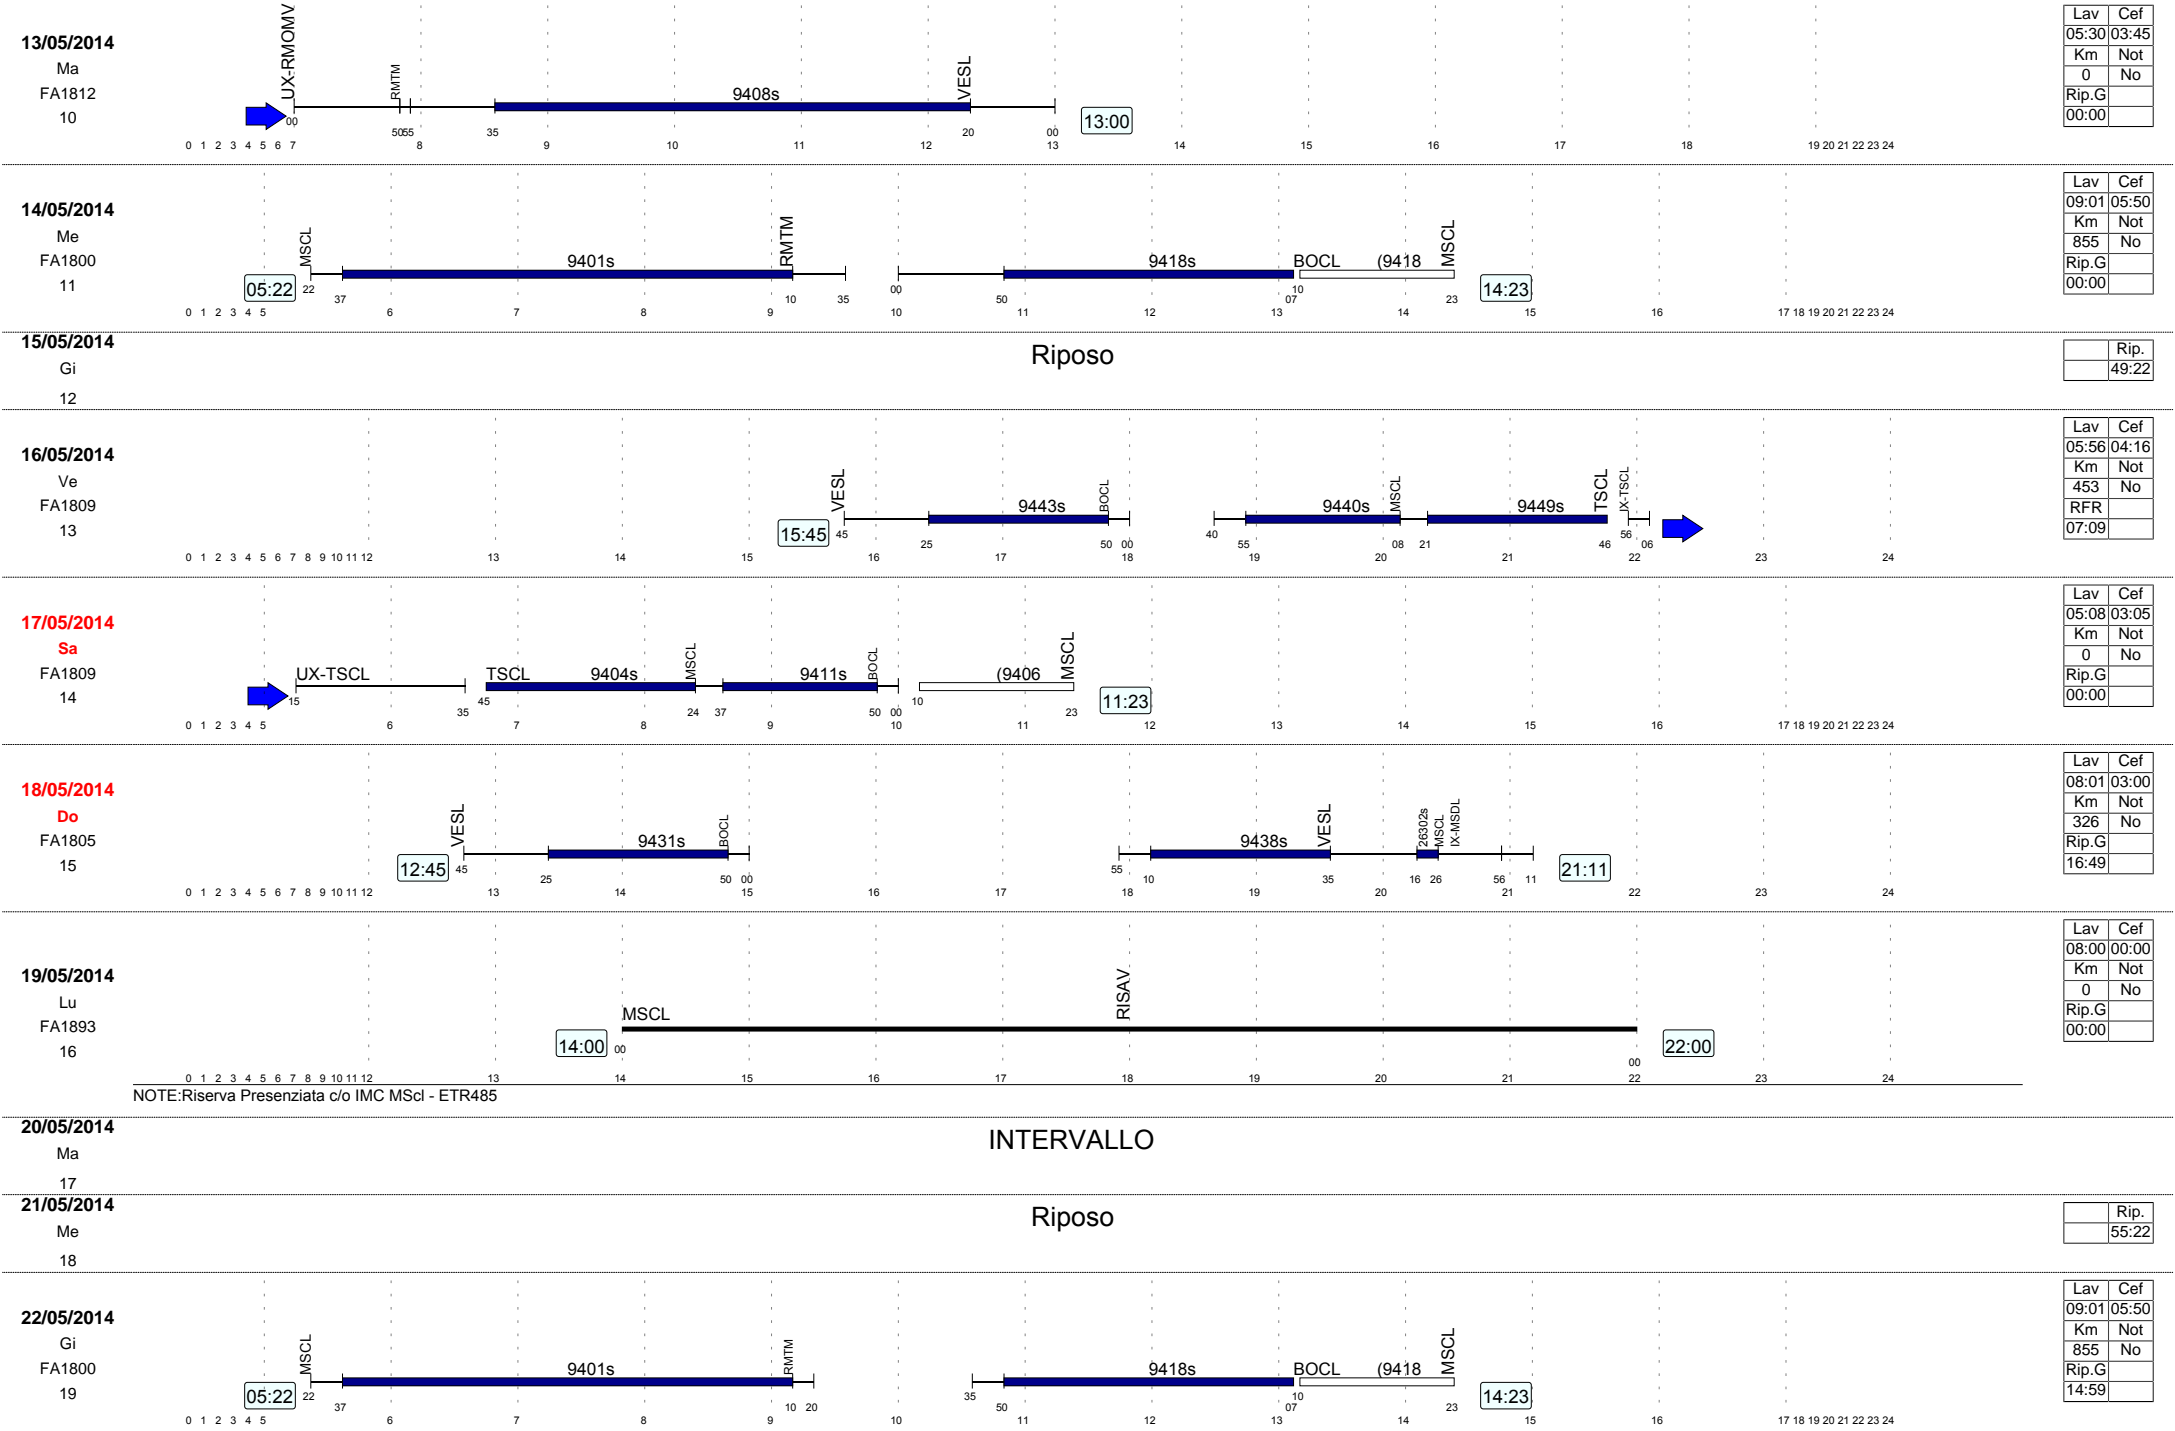 13/05/2014
Ma
FA1812
10
UX-RMOMV
RMTM
9408s
VESL
00 50 55 35 20 00
13:00
0 1 2 3 4 5 6 7 8 9 10 11 12 13 14 15 16 17 18 19 20 21 22 23 24
Lav Cef
05:30 03:45
Km Not
0 No
Rip.G
00:00
14/05/2014
Me
FA1800
11
05:22
MSCL
9401s
RMTM
9418s
BOCL (9418
MSCL
22 37 10 35 00 50 07 10 23
14:23
0 1 2 3 4 5 6 7 8 9 10 11 12 13 14 15 16 17 18 19 20 21 22 23 24
Lav Cef
09:01 05:50
Km Not
855 No
Rip.G
00:00
15/05/2014
Gi
12
Riposo
Rip.
49:22
16/05/2014
Ve
FA1809
13
15:45
VESL
9443s
BOCL
9440s
MSCL
9449s
TSCL
IX-TSCL
45 25 50 00 40 55 08 21 46 56 06
0 1 2 3 4 5 6 7 8 9 10 11 12 13 14 15 16 17 18 19 20 21 22 23 24
Lav Cef
05:56 04:16
Km Not
453 No
RFR
07:09
17/05/2014
Sa
FA1809
14
UX-TSCL
TSCL
9404s
MSCL
9411s
BOCL
(9406
MSCL
15 35 45 24 37 50 00 10 23
11:23
0 1 2 3 4 5 6 7 8 9 10 11 12 13 14 15 16 17 18 19 20 21 22 23 24
Lav Cef
05:08 03:05
Km Not
0 No
Rip.G
00:00
18/05/2014
Do
FA1805
15
12:45
VESL
9431s
BOCL
9438s
VESL
26302s
MSCL
IX-MSDL
45 25 50 00 55 10 35 16 26 56 11
21:11
0 1 2 3 4 5 6 7 8 9 10 11 12 13 14 15 16 17 18 19 20 21 22 23 24
Lav Cef
08:01 03:00
Km Not
326 No
Rip.G
16:49
19/05/2014
Lu
FA1893
16
14:00
MSCL
RISAV
00 00
22:00
0 1 2 3 4 5 6 7 8 9 10 11 12 13 14 15 16 17 18 19 20 21 22 23 24
NOTE:Riserva Presenziata c/o IMC MScl - ETR485
Lav Cef
08:00 00:00
Km Not
0 No
Rip.G
00:00
20/05/2014
Ma
17
INTERVALLO
21/05/2014
Me
18
Riposo
Rip.
55:22
22/05/2014
Gi
FA1800
19
05:22
MSCL
9401s
RMTM
9418s
BOCL (9418
MSCL
22 37 10 20 35 50 07 10 23
14:23
0 1 2 3 4 5 6 7 8 9 10 11 12 13 14 15 16 17 18 19 20 21 22 23 24
Lav Cef
09:01 05:50
Km Not
855 No
Rip.G
14:59